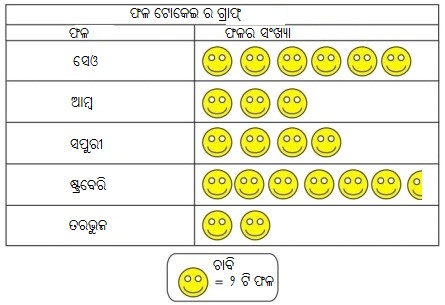 ଫଳ ଟୋକେଇ ର ଗ୍ରାଫ୍
ଫଳ ଫଳର ସଂଖ୍ୟା
ସେଓ
ଆମ୍ବ
ସପୁରୀ
ଷ୍ଟ୍ରବେରି
ତରଭୁଜ
ଚାବି
= ୨ ଟି ଫଳ